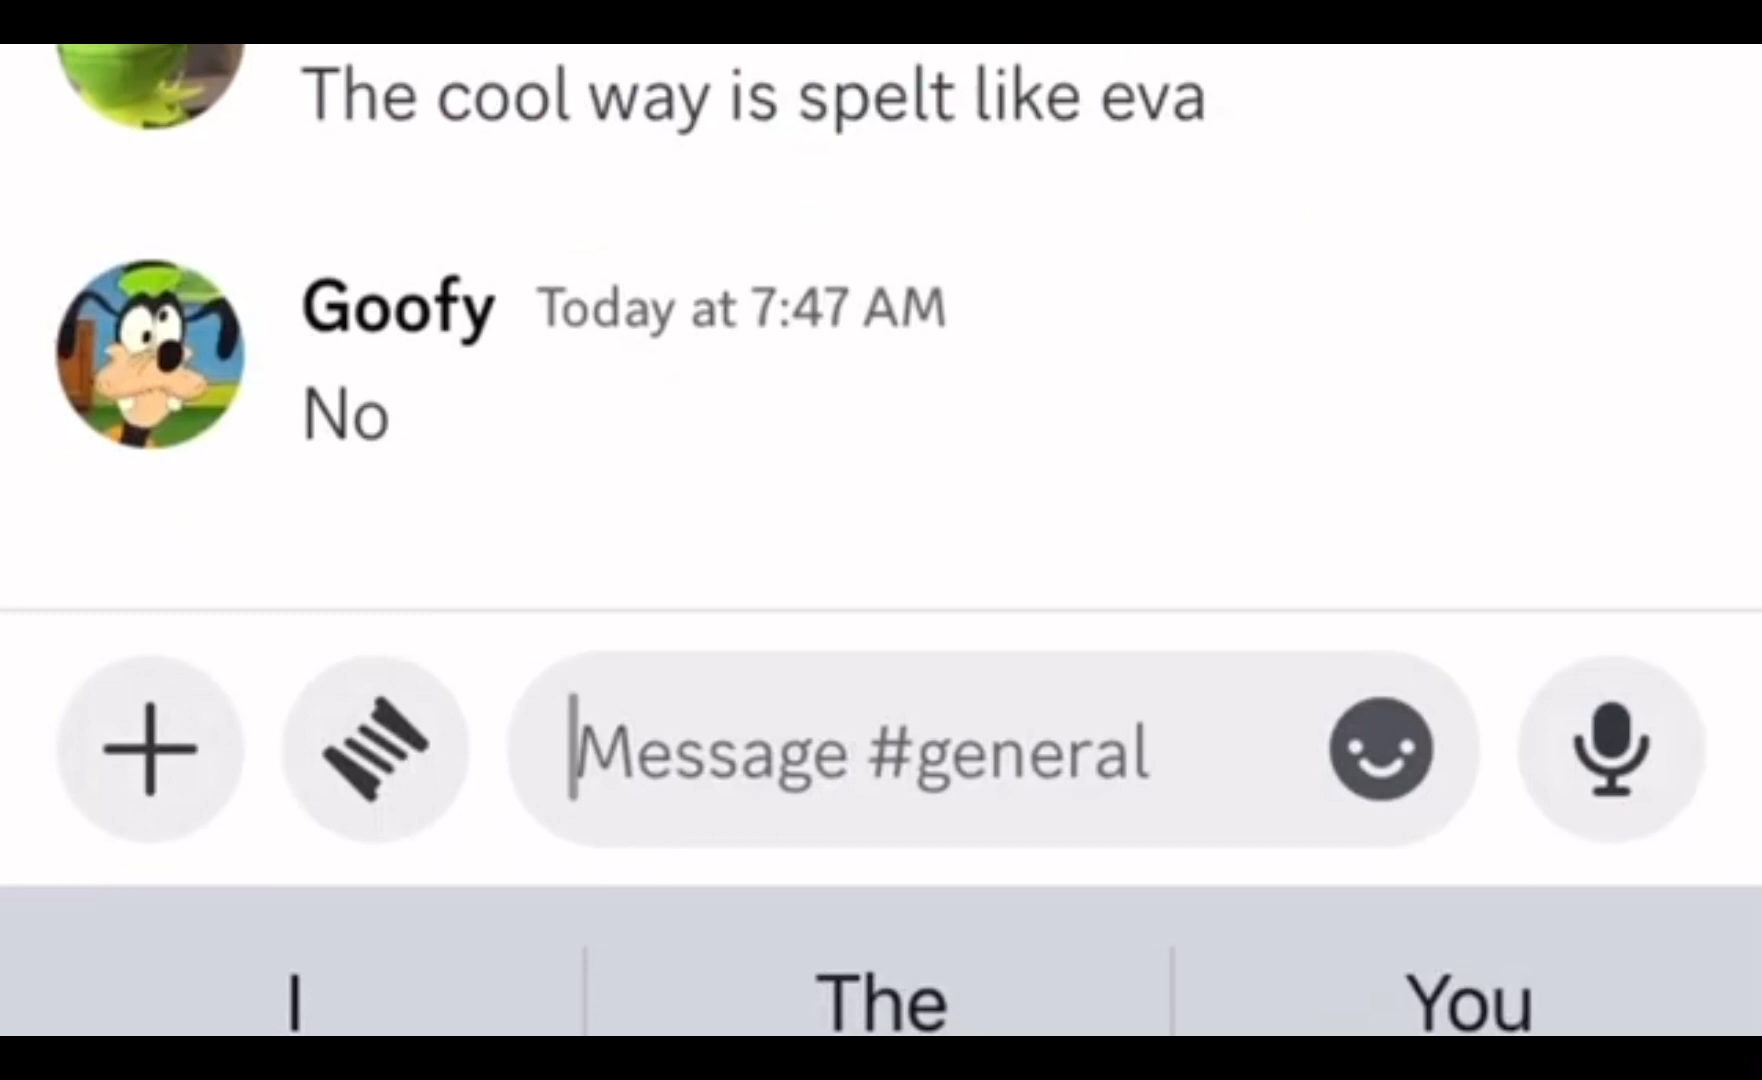 The cool way is spelt like eva
Goofy Today at 7:47 AM
No
Message #general
I The You